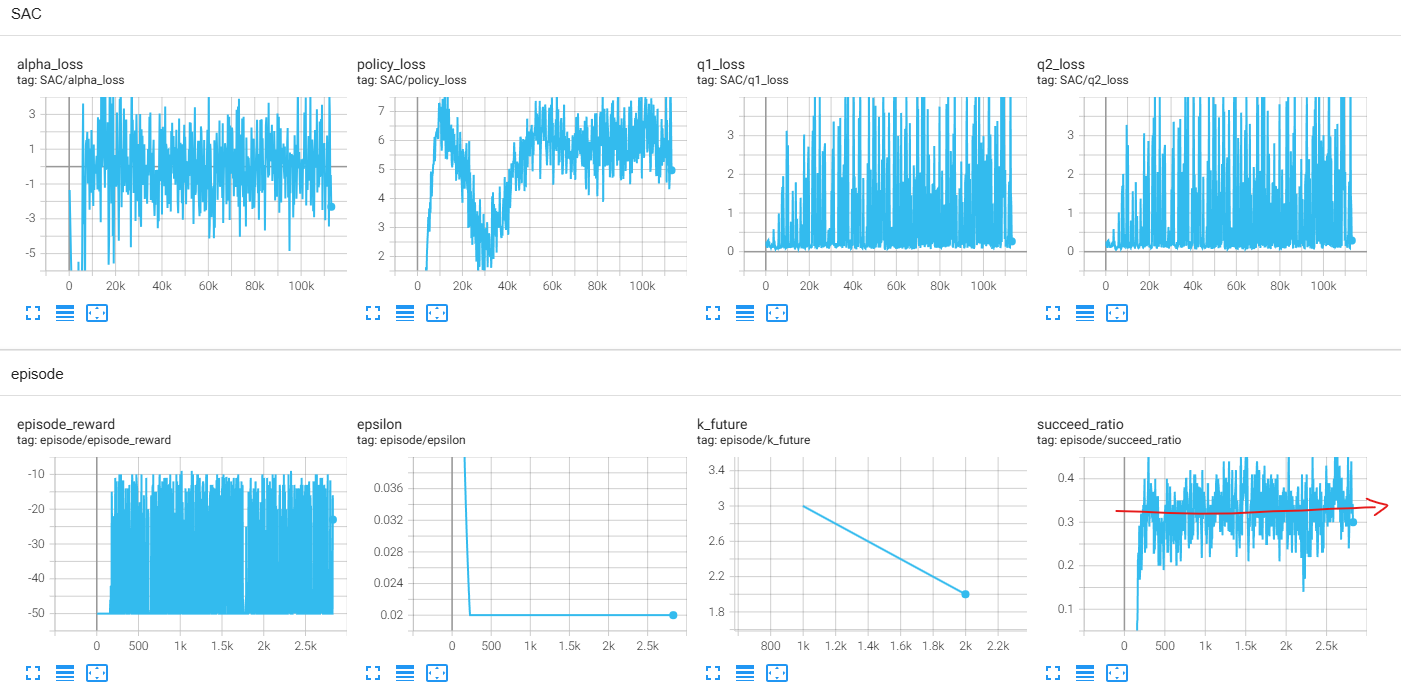 SAC
alpha_loss
tag: SAC/alpha_loss
3
1
-1
-3
-5
0 20k 40k 60k 80k 100k
policy_loss
tag: SAC/policy_loss
7
6
5
4
3
2
0 20k 40k 60k 80k 100k
q1_loss
tag: SAC/q1_loss
3
2
1
0
0 20k 40k 60k 80k 100k
q2_loss
tag: SAC/q2_loss
3
2
1
0
0 20k 40k 60k 80k 100k
episode
episode_reward
tag: episode/episode_reward
-10
-20
-30
-40
-50
0 500 1k 1.5k 2k 2.5k
epsilon
tag: episode/epsilon
0.036
0.032
0.028
0.024
0.02
0 500 1k 1.5k 2k 2.5k
k_future
tag: episode/k_future
3.4
3
2.6
2.2
1.8
800 1k 1.2k 1.4k 1.6k 1.8k 2k 2.2k
succeed_ratio
tag: episode/succeed_ratio
0.4
0.3
0.2
0.1
0 500 1k 1.5k 2k 2.5k